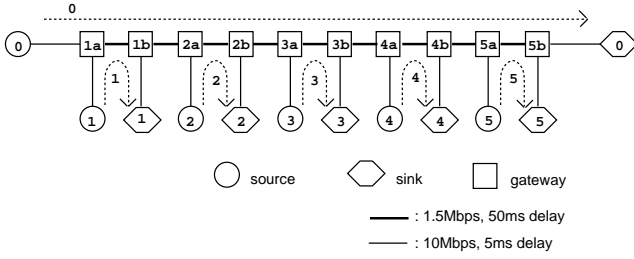 0
0 1a 1b 2a 2b 3a 3b 4a 4b 5a 5b 0
1 2 3 4 5
1 1 2 2 3 3 4 4 5 5
source sink gateway
: 1.5Mbps, 50ms delay
: 10Mbps, 5ms delay